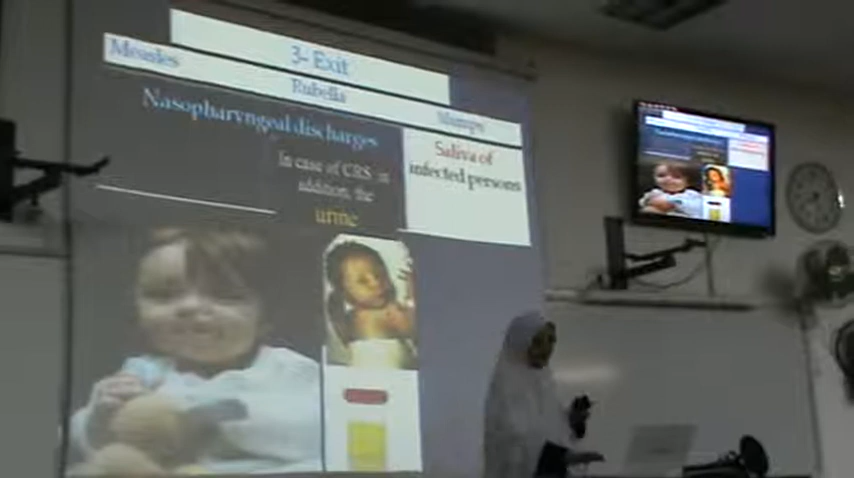 3- Exit
Measles
Rubella
Mumps
Nasopharyngeal discharges
In case of CRS, in
addition, the
urine
Saliva of
infected persons